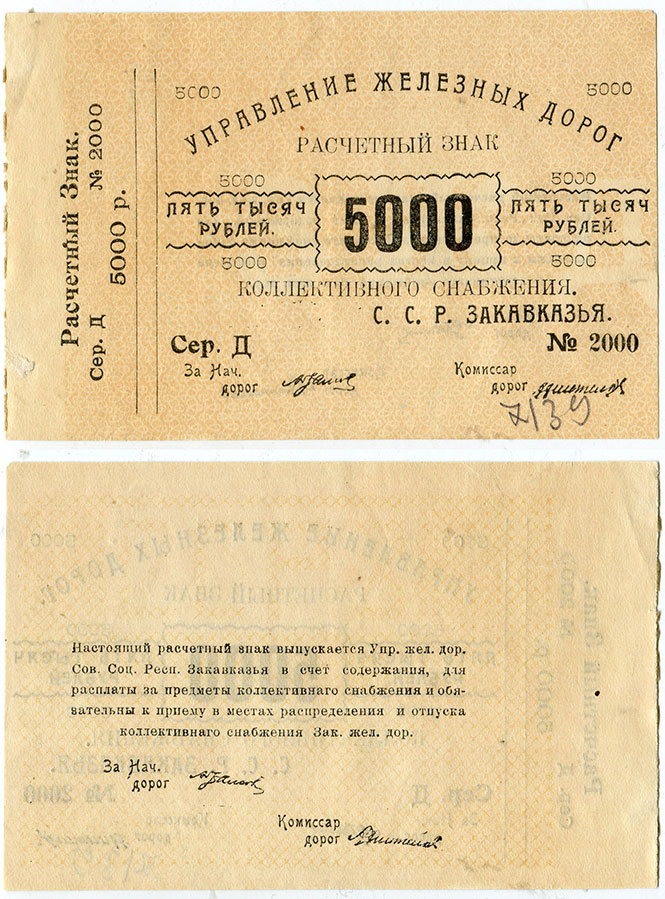 Расчетный Знак.
Сер. Д № 2000
5000 р.
5000 5000
УПРАВЛЕНИЕ ЖЕЛЕЗНЫХ ДОРОГ
РАСЧЕТНЫЙ ЗНАК
5000 5000
ПЯТЬ ТЫСЯЧ 5000 ПЯТЬ ТЫСЯЧ
РУБЛЕЙ. РУБЛЕЙ.
5000 5000
КОЛЛЕКТИВНОГО СНАБЖЕНИЯ.
С. С. Р. ЗАКАВКАЗЬЯ.
Сер. Д № 2000
За Нач. Комиссар
дорог дорог
7139
Настоящий расчетный знак выпускается Упр. жел. дор.
Сов. Соц. Респ. Закавказья в счет содержания, для
расплаты за предметы коллективнаго снабжения и обя-
зательны к приему в местах распределения и отпуска
коллективнаго снабжения Зак. жел. дор.
За Нач.
дорог
Комиссар
дорог